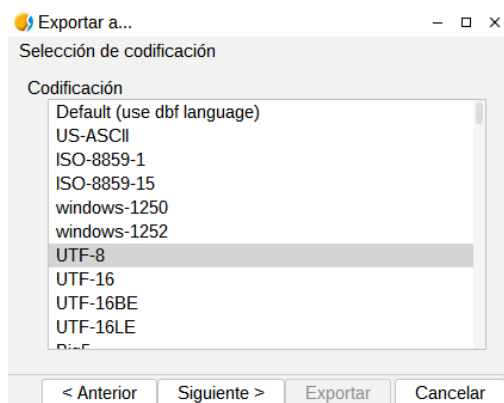 Exportar a...
Selección de codificación
Codificación
Default (use dbf language)
US-ASCII
ISO-8859-1
ISO-8859-15
windows-1250
windows-1252
UTF-8
UTF-16
UTF-16BE
UTF-16LE
Big5
< Anterior Siguiente > Exportar Cancelar